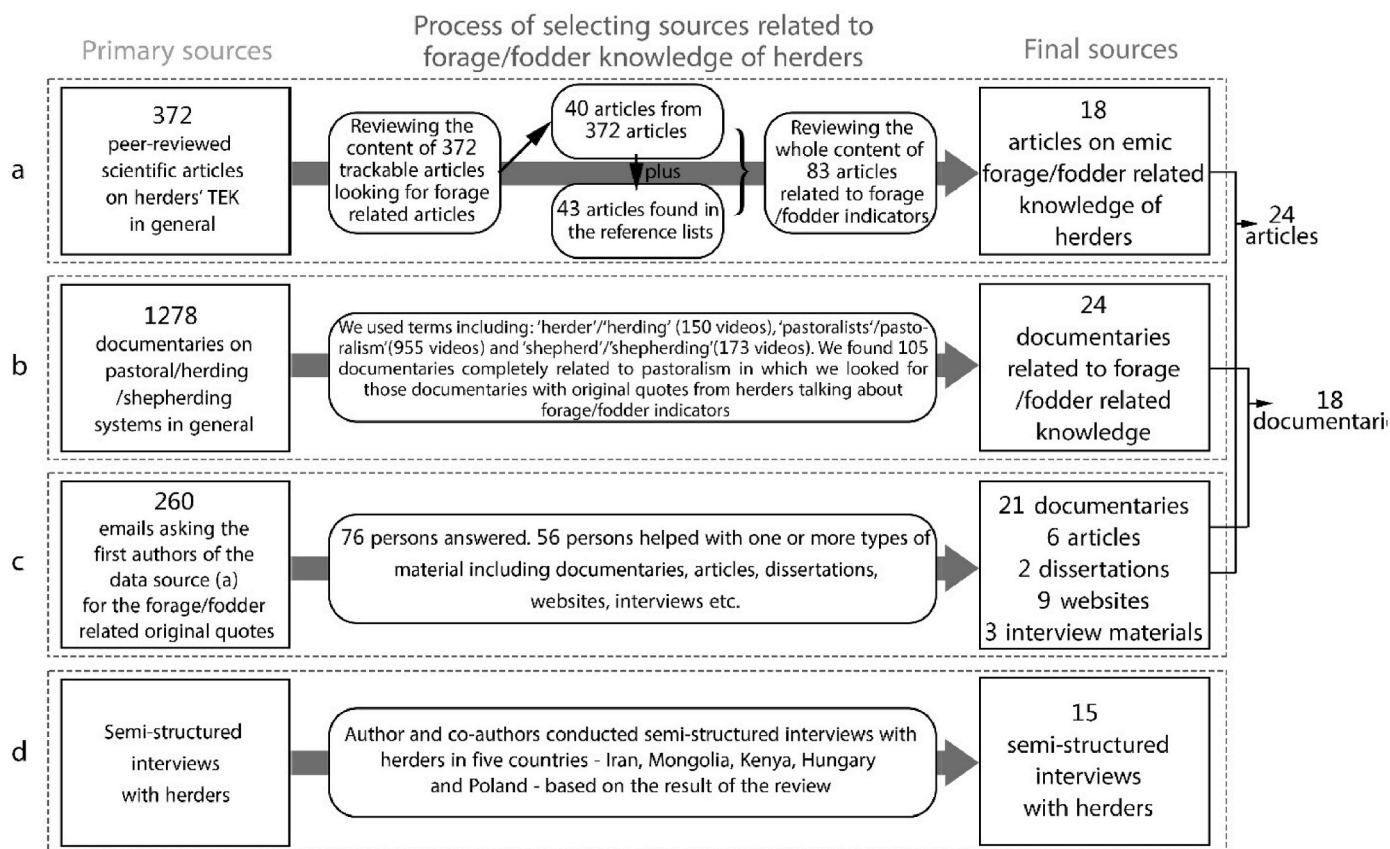 Primary sources
Process of selecting sources related to
forage/fodder knowledge of herders
Final sources
a
372
peer-reviewed
scientific articles
on herders' TEK
in general
Reviewing the
content of 372
trackable articles
looking for forage
related articles
40 articles from
372 articles
plus
43 articles found in
the reference lists
Reviewing the
whole content of
83 articles
related to forage
/fodder indicators
18
articles on emic
forage/fodder related
knowledge of
herders
24
articles
b
1278
documentaries on
pastoral/herding
/shepherding
systems in general
We used terms including: 'herder'/'herding' (150 videos), 'pastoralists'/pasto-
ralism'(955 videos) and 'shepherd'/'shepherding'(173 videos). We found 105
documentaries completely related to pastoralism in which we looked for
those documentaries with original quotes from herders talking about
forage/fodder indicators
24
documentaries
related to forage
/fodder related
knowledge
18
documentari
c
260
emails asking the
first authors of the
data source (a)
for the forage/fodder
related original quotes
76 persons answered. 56 persons helped with one or more types of
material including documentaries, articles, dissertations,
websites, interviews etc.
21 documentaries
6 articles
2 dissertations
9 websites
3 interview materials
d
Semi-structured
interviews
with herders
Author and co-authors conducted semi-structured interviews with
herders in five countries - Iran, Mongolia, Kenya, Hungary
and Poland - based on the result of the review
15
semi-structured
interviews
with herders